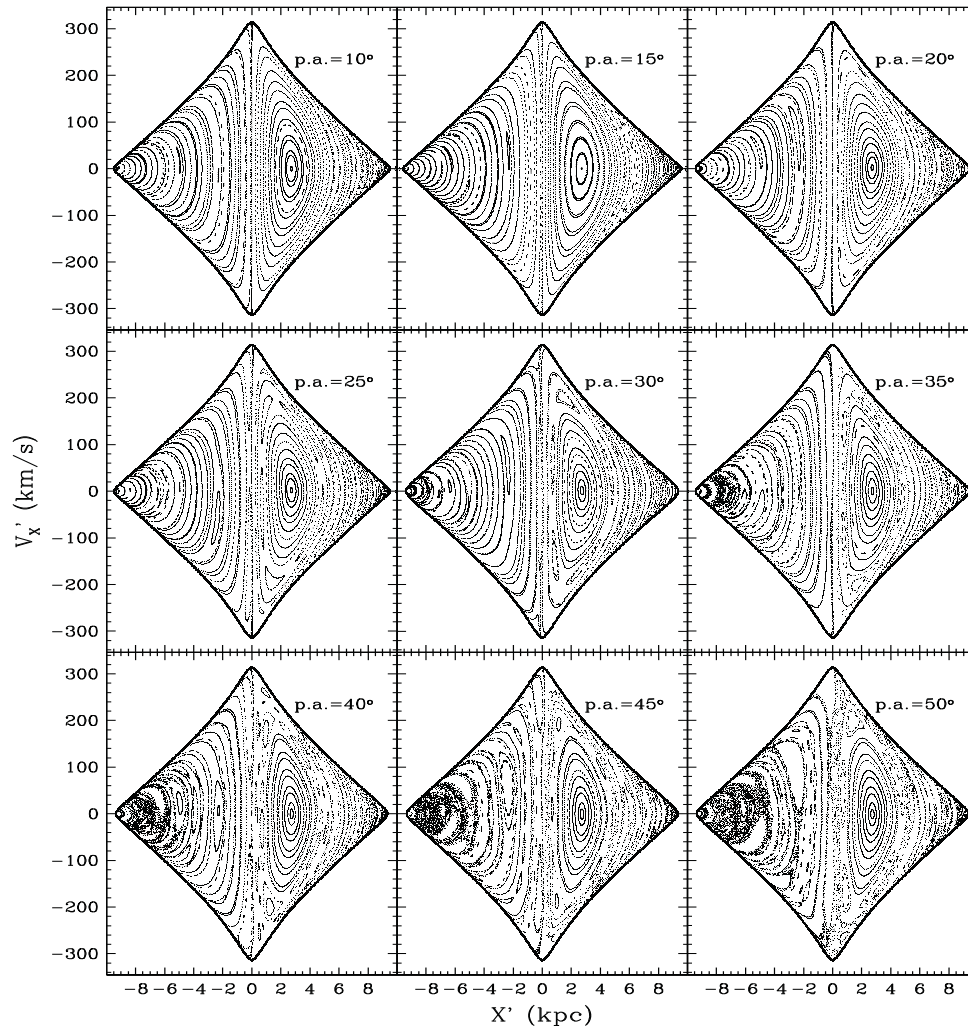 300
200
100
0
−100
−200
−300
p.a.=10°
p.a.=15°
p.a.=20°
300
200
100
0
−100
−200
−300
p.a.=25°
p.a.=30°
p.a.=35°
300
200
100
0
−100
−200
−300
p.a.=40°
p.a.=45°
p.a.=50°
−8 −6 −4 −2 0 2 4 6 8
−8 −6 −4 −2 0 2 4 6 8
−8 −6 −4 −2 0 2 4 6 8
X' (kpc)
V_X' (km/s)